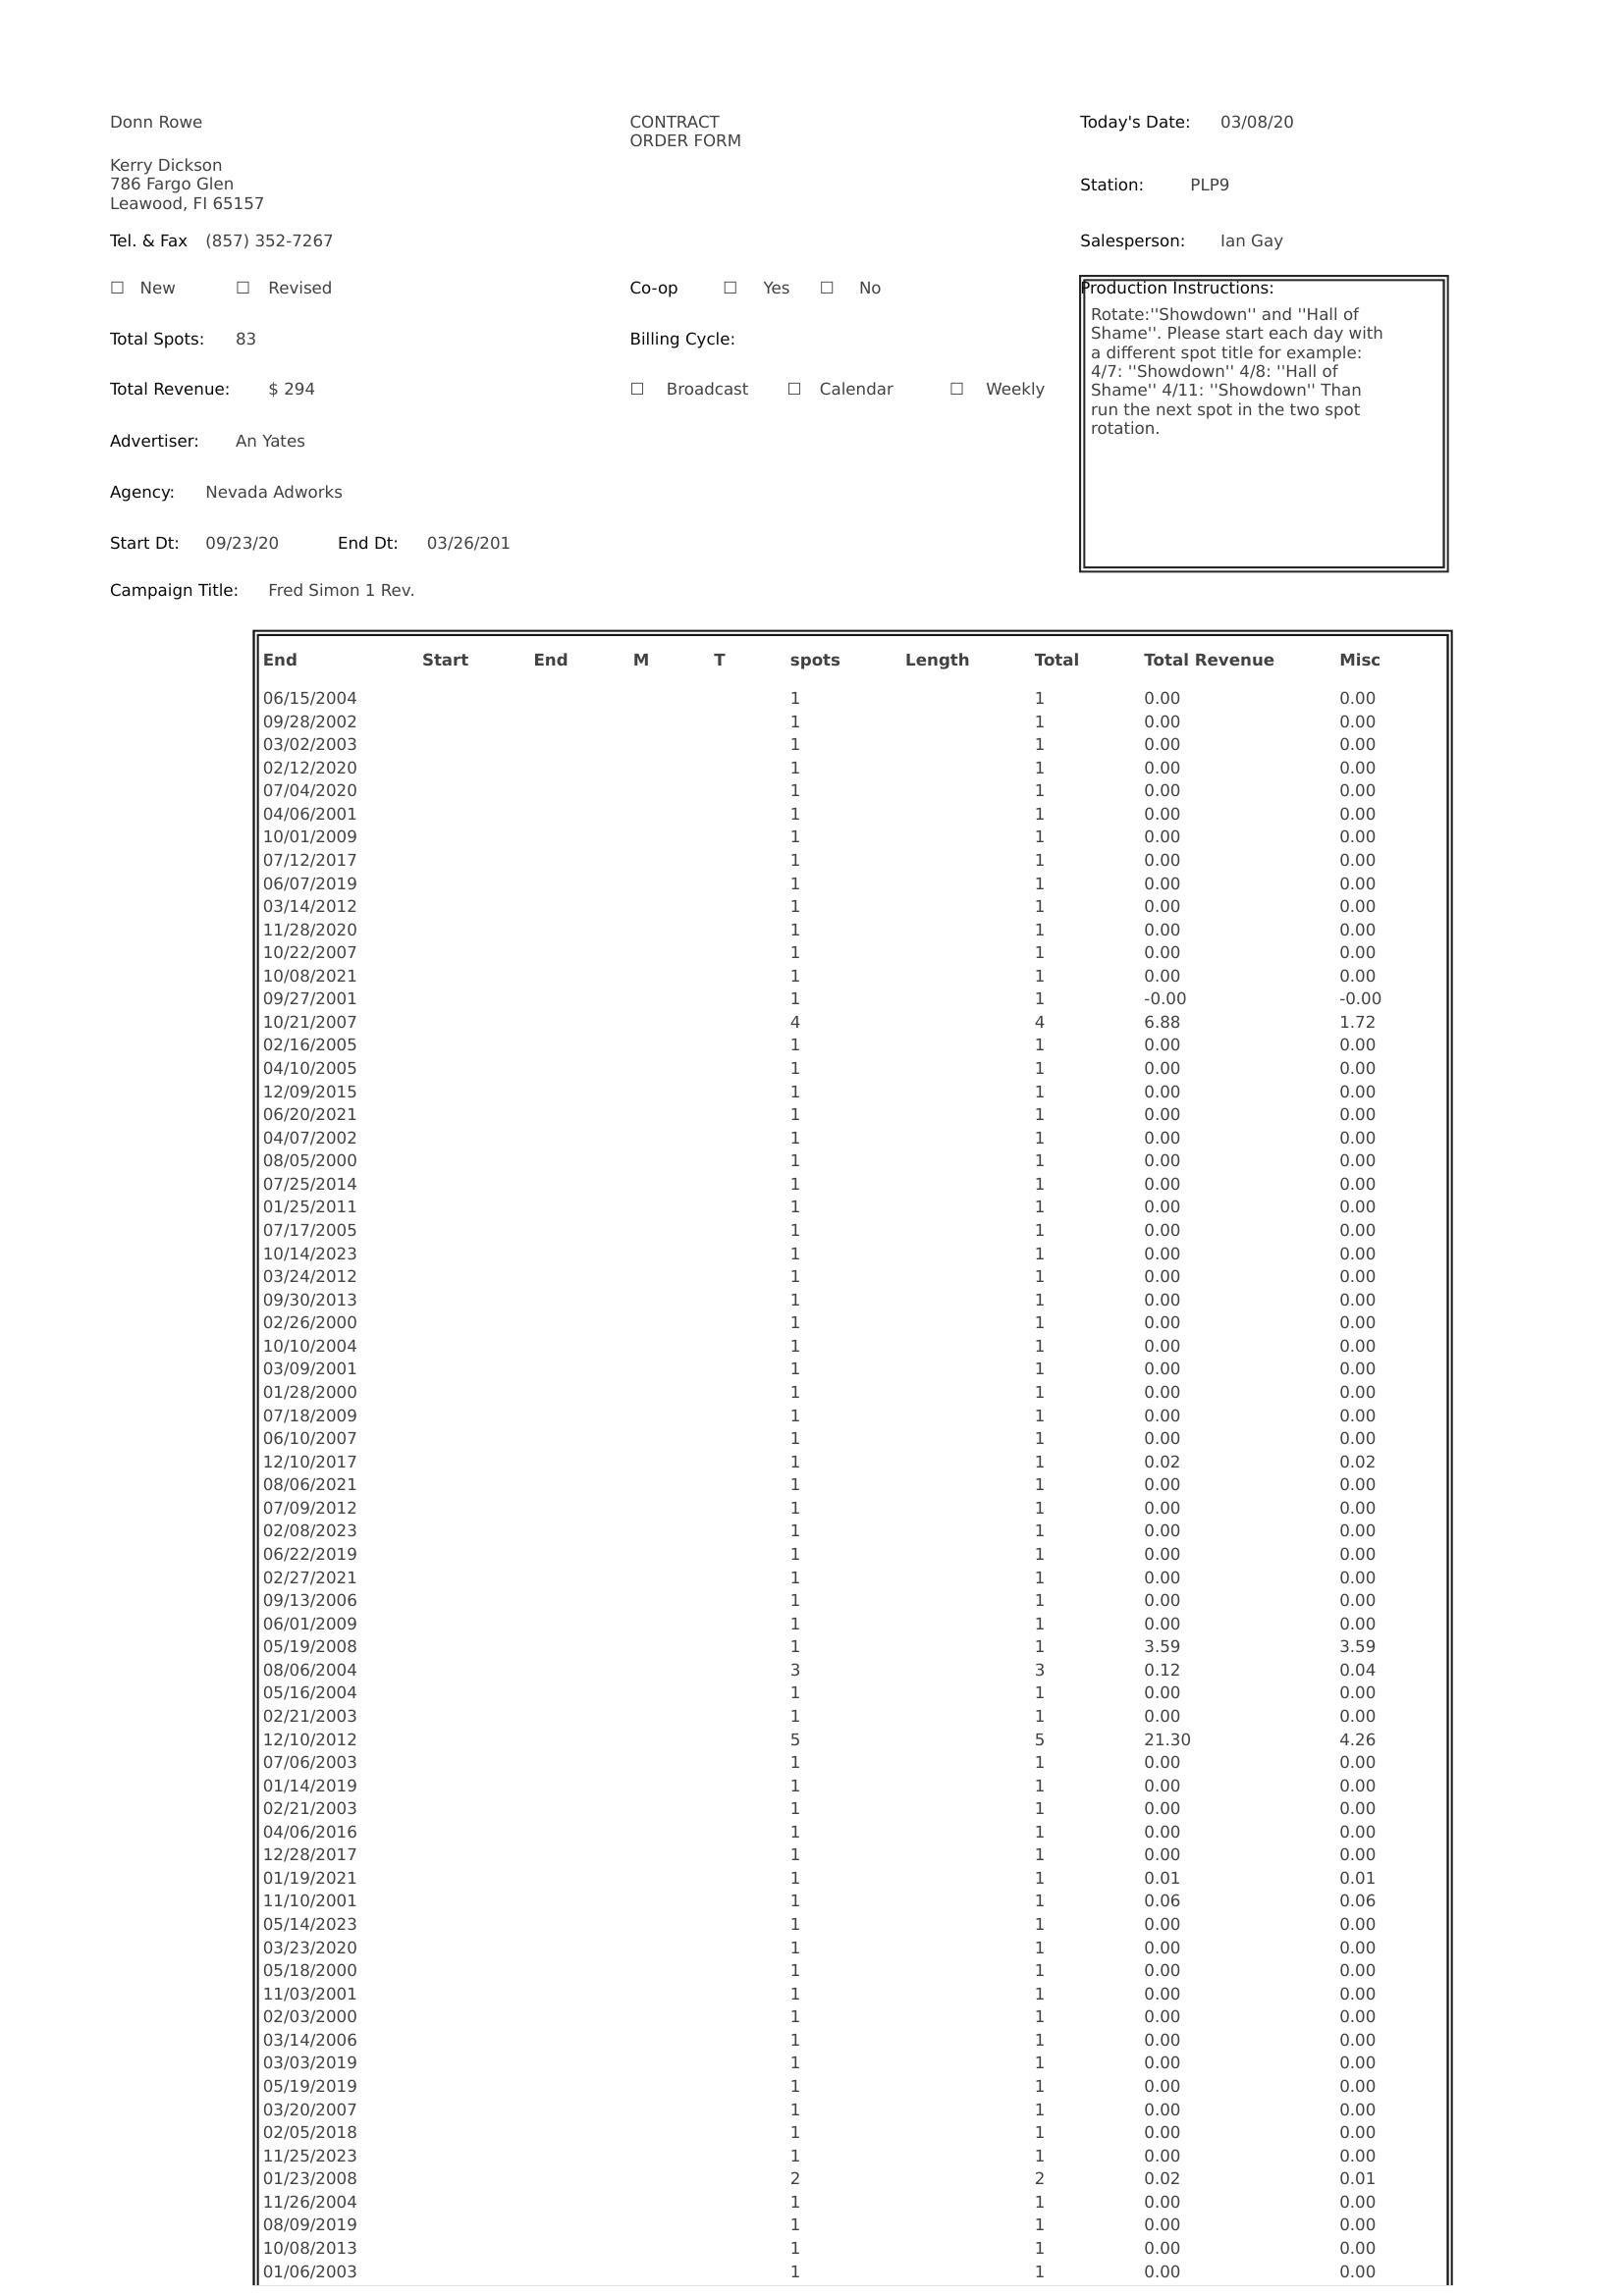 Donn Rowe
CONTRACT
ORDER FORM
Today's Date: 03/08/20
Kerry Dickson
786 Fargo Glen
Leawood, FI 65157
Station: PLP9
Tel. & Fax (857) 352-7267
Salesperson: Ian Gay
☐ New ☐ Revised
Co-op ☐ Yes ☐ No
Total Spots: 83
Billing Cycle:
Total Revenue: $ 294
☐ Broadcast ☐ Calendar ☐ Weekly
Production Instructions:
Rotate:''Showdown'' and ''Hall of
Shame''. Please start each day with
a different spot title for example:
4/7: ''Showdown'' 4/8: ''Hall of
Shame'' 4/11: ''Showdown'' Than
run the next spot in the two spot
rotation.
Advertiser: An Yates
Agency: Nevada Adworks
Start Dt: 09/23/20 End Dt: 03/26/201
Campaign Title: Fred Simon 1 Rev.
End Start End M T spots Length Total Total Revenue Misc
06/15/2004 1 1 0.00 0.00
09/28/2002 1 1 0.00 0.00
03/02/2003 1 1 0.00 0.00
02/12/2020 1 1 0.00 0.00
07/04/2020 1 1 0.00 0.00
04/06/2001 1 1 0.00 0.00
10/01/2009 1 1 0.00 0.00
07/12/2017 1 1 0.00 0.00
06/07/2019 1 1 0.00 0.00
03/14/2012 1 1 0.00 0.00
11/28/2020 1 1 0.00 0.00
10/22/2007 1 1 0.00 0.00
10/08/2021 1 1 0.00 0.00
09/27/2001 1 1 -0.00 -0.00
10/21/2007 4 4 6.88 1.72
02/16/2005 1 1 0.00 0.00
04/10/2005 1 1 0.00 0.00
12/09/2015 1 1 0.00 0.00
06/20/2021 1 1 0.00 0.00
04/07/2002 1 1 0.00 0.00
08/05/2000 1 1 0.00 0.00
07/25/2014 1 1 0.00 0.00
01/25/2011 1 1 0.00 0.00
07/17/2005 1 1 0.00 0.00
10/14/2023 1 1 0.00 0.00
03/24/2012 1 1 0.00 0.00
09/30/2013 1 1 0.00 0.00
02/26/2000 1 1 0.00 0.00
10/10/2004 1 1 0.00 0.00
03/09/2001 1 1 0.00 0.00
01/28/2000 1 1 0.00 0.00
07/18/2009 1 1 0.00 0.00
06/10/2007 1 1 0.00 0.00
12/10/2017 1 1 0.02 0.02
08/06/2021 1 1 0.00 0.00
07/09/2012 1 1 0.00 0.00
02/08/2023 1 1 0.00 0.00
06/22/2019 1 1 0.00 0.00
02/27/2021 1 1 0.00 0.00
09/13/2006 1 1 0.00 0.00
06/01/2009 1 1 0.00 0.00
05/19/2008 1 1 3.59 3.59
08/06/2004 3 3 0.12 0.04
05/16/2004 1 1 0.00 0.00
02/21/2003 1 1 0.00 0.00
12/10/2012 5 5 21.30 4.26
07/06/2003 1 1 0.00 0.00
01/14/2019 1 1 0.00 0.00
02/21/2003 1 1 0.00 0.00
04/06/2016 1 1 0.00 0.00
12/28/2017 1 1 0.00 0.00
01/19/2021 1 1 0.01 0.01
11/10/2001 1 1 0.06 0.06
05/14/2023 1 1 0.00 0.00
03/23/2020 1 1 0.00 0.00
05/18/2000 1 1 0.00 0.00
11/03/2001 1 1 0.00 0.00
02/03/2000 1 1 0.00 0.00
03/14/2006 1 1 0.00 0.00
03/03/2019 1 1 0.00 0.00
05/19/2019 1 1 0.00 0.00
03/20/2007 1 1 0.00 0.00
02/05/2018 1 1 0.00 0.00
11/25/2023 1 1 0.00 0.00
01/23/2008 2 2 0.02 0.01
11/26/2004 1 1 0.00 0.00
08/09/2019 1 1 0.00 0.00
10/08/2013 1 1 0.00 0.00
01/06/2003 1 1 0.00 0.00